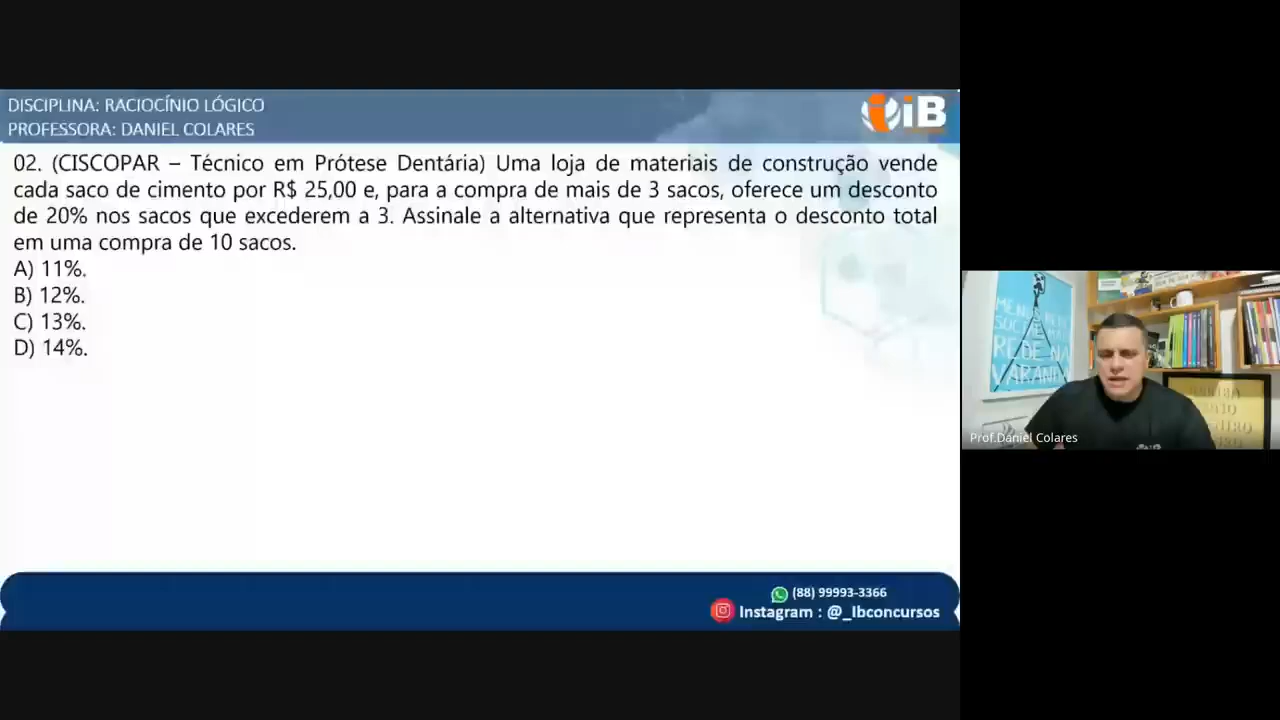 DISCIPLINA: RACIOCÍNIO LÓGICO
PROFESSORA: DANIEL COLARES
iB
02. (CISCOPAR – Técnico em Prótese Dentária) Uma loja de materiais de construção vende
cada saco de cimento por R$ 25,00 e, para a compra de mais de 3 sacos, oferece um desconto
de 20% nos sacos que excederem a 3. Assinale a alternativa que representa o desconto total
em uma compra de 10 sacos.
A) 11%.
B) 12%.
C) 13%.
D) 14%.
REDE NA
VARANDA
Prof.Daniel Colares
(88) 99993-3366
Instagram : @_Ibconcursos